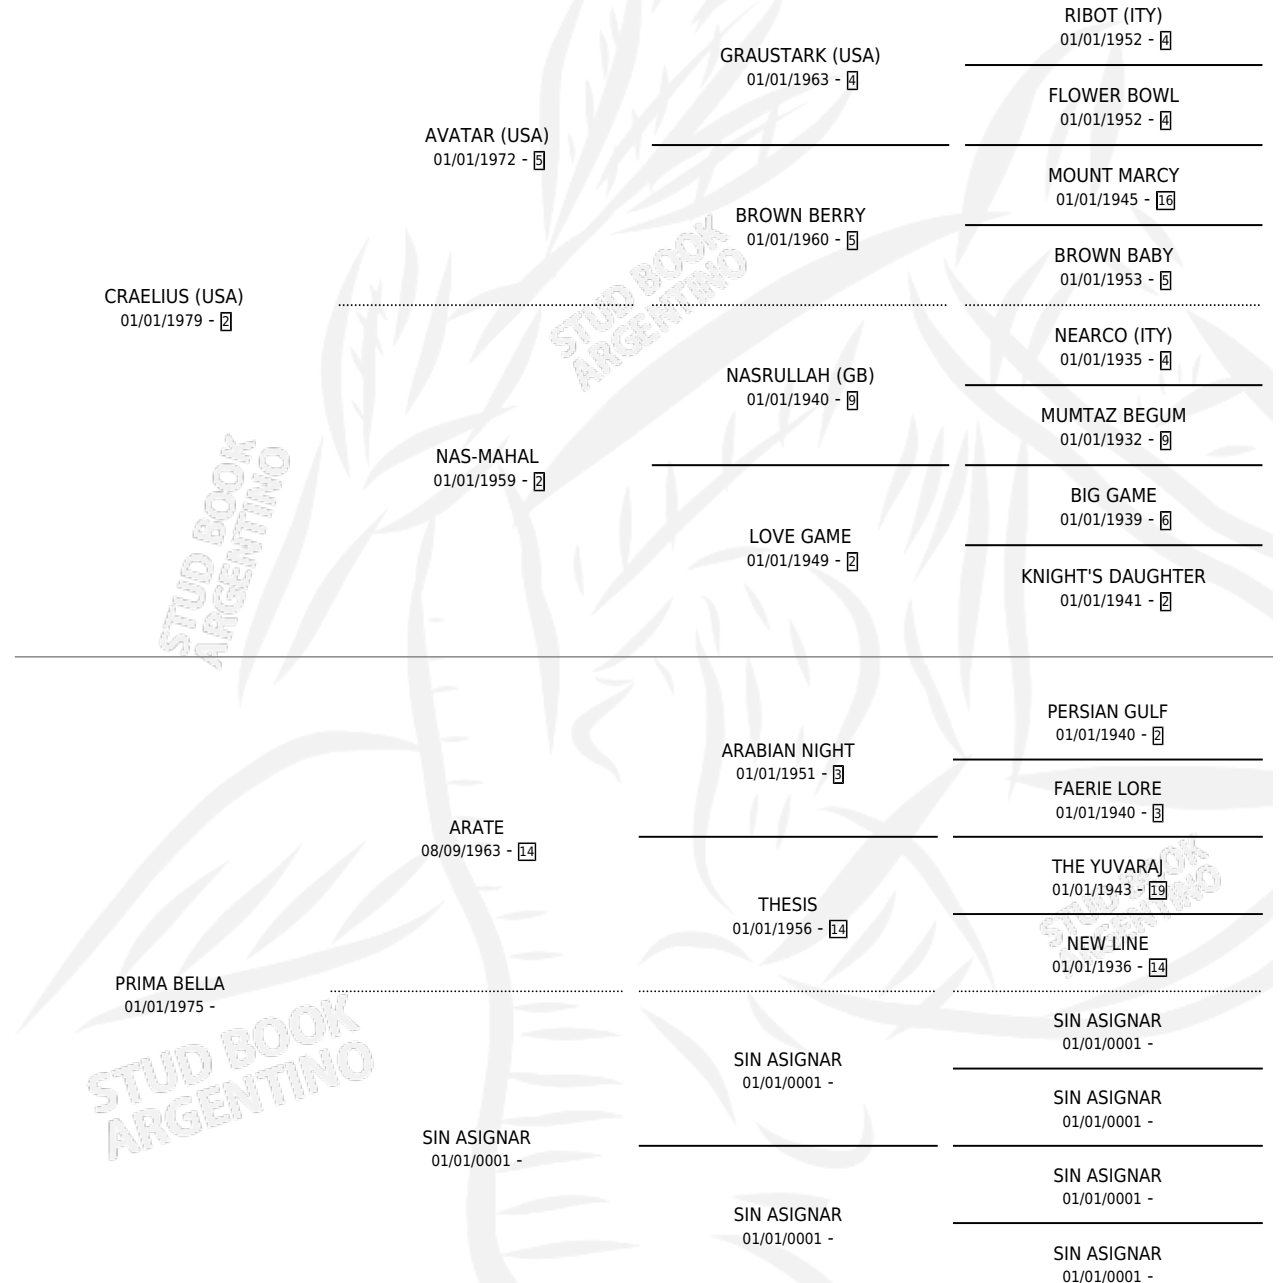 RIBOT (ITY)
01/01/1952 - 4
GRAUSTARK (USA)
01/01/1963 - 4
FLOWER BOWL
01/01/1952 - 4
AVATAR (USA)
01/01/1972 - 5
MOUNT MARCY
01/01/1945 - 16
BROWN BERRY
01/01/1960 - 5
BROWN BABY
01/01/1953 - 5
CRAELIUS (USA)
01/01/1979 - 2
STUD BOOK
ARGENTINO
NEARCO (ITY)
01/01/1935 - 4
NASRULLAH (GB)
01/01/1940 - 9
MUMTAZ BEGUM
01/01/1932 - 9
NAS-MAHAL
01/01/1959 - 2
BIG GAME
01/01/1939 - 6
LOVE GAME
01/01/1949 - 2
KNIGHT'S DAUGHTER
01/01/1941 - 2
STUD BOOK
ARGENTINO
PERSIAN GULF
01/01/1940 - 2
ARABIAN NIGHT
01/01/1951 - 3
FAERIE LORE
01/01/1940 - 3
ARATE
08/09/1963 - 14
THE YUVARAJ
01/01/1943 - 19
THESIS
01/01/1956 - 14
NEW LINE
01/01/1936 - 14
STUD BOOK
ARGENTINO
PRIMA BELLA
01/01/1975 -
SIN ASIGNAR
01/01/0001 -
SIN ASIGNAR
01/01/0001 -
SIN ASIGNAR
01/01/0001 -
STUD BOOK
ARGENTINO
SIN ASIGNAR
01/01/0001 -
SIN ASIGNAR
01/01/0001 -
SIN ASIGNAR
01/01/0001 -
SIN ASIGNAR
01/01/0001 -